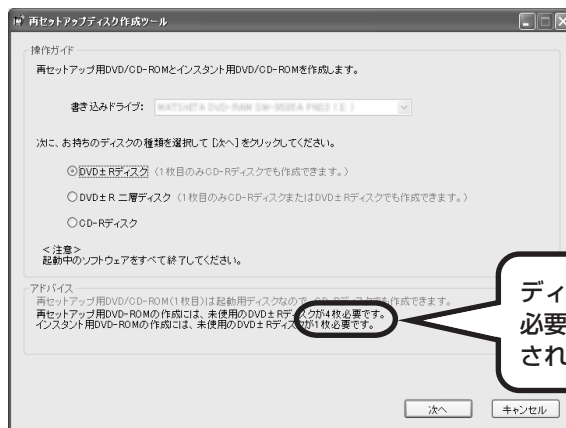 再セットアップディスク作成ツール
操作ガイド
再セットアップ用DVD/CD-ROMとインスタント用DVD/CD-ROMを作成します。
書き込みドライブ:
次に、お持ちのディスクの種類を選択して [次へ] をクリックしてください。
DVD±Rディスク (1枚目のみCD-Rディスクでも作成できます。)
DVD±R 二層ディスク (1枚目のみCD-RディスクまたはDVD±Rディスクでも作成できます。)
CD-Rディスク
<注意>
起動中のソフトウェアをすべて終了してください。
アドバイス
再セットアップ用DVD/CD-ROM(1枚目)は起動用ディスクなので、CD-Rディスクでも作成できます。
再セットアップ用DVD-ROMの作成には、未使用のDVD±Rディスクが4枚必要です。
インスタント用DVD-ROMの作成には、未使用のDVD±Rディスクが1枚必要です。
ディ
必要
され
次へ
キャンセル